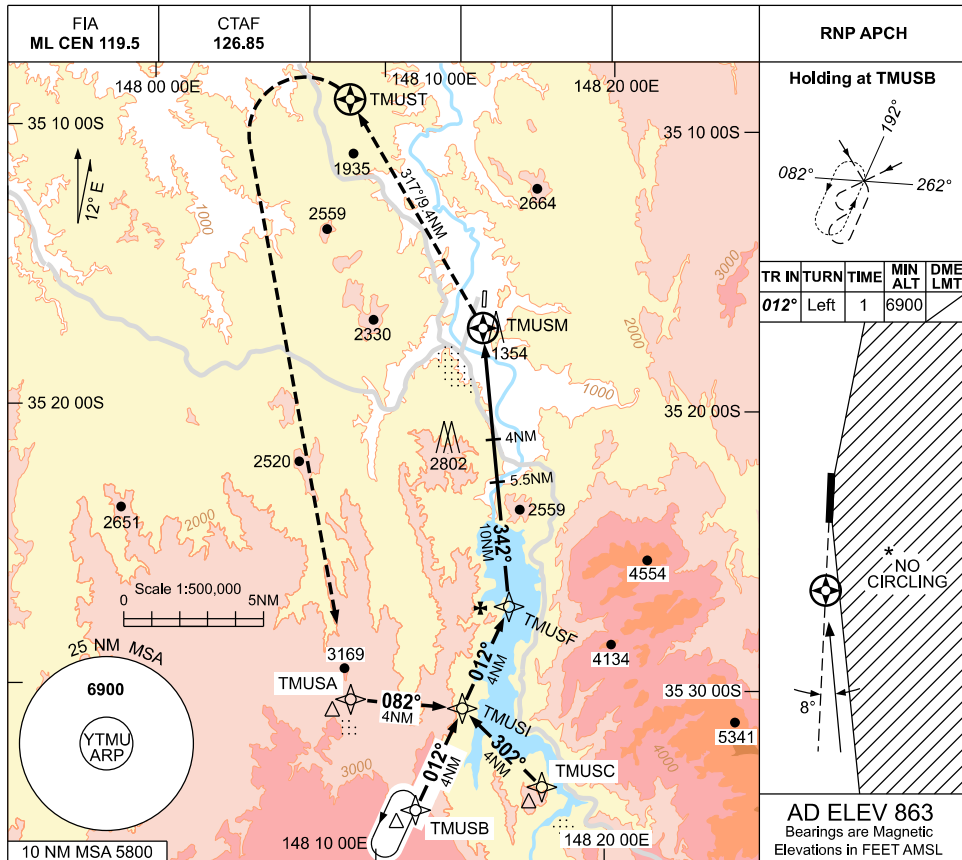 FIA
ML CEN 119.5
CTAF
126.85
RNP APCH
148 00 00E
148 10 00E
148 20 00E
TMUST
35 10 00S
35 10 00S
1935
12° E
1000
317°/9.4NM
2559
2664
3000
2330
TMUSM
1354
2000
1000
35 20 00S
35 20 00S
4NM
2802
5.5NM
2520
2559
2651
2000
342°
10NM
4554
Scale 1:500,000
0
5NM
TMUSF
25 NM MSA
6900
YTMU
ARP
3169
4134
012°
4NM
TMUSA
082°
4NM
TMUSI
35 30 00S
5341
302°
4NM
3000
012°
4NM
TMUSC
4000
TMUSB
148 10 00E
148 20 00E
10 NM MSA 5800
Holding at TMUSB
192°
082°
262°
TR IN TURN TIME MIN ALT DME LMT
012° Left 1 6900
*NO
CIRCLING
8°
AD ELEV 863
Bearings are Magnetic
Elevations in FEET AMSL